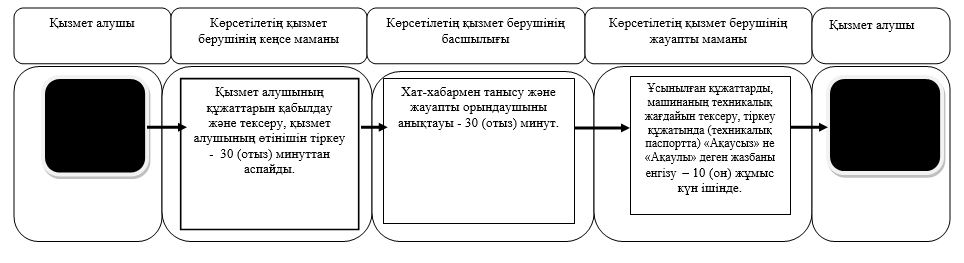 Қызмет алушы
Көрсетілетін қызмет
берушінің кеңсе маманы
Көрсетілетін қызмет берушінің
басшылығы
Көрсетілетін қызмет берушінің
жауапты маманы
Қызмет алушы
Қызмет алушының
құжаттарын қабылдау
және тексеру, қызмет
алушының өтінішін тіркеу
- 30 (отыз) минуттан
аспайды.
Хат-хабармен танысу және
жауапты орындаушыны
анықтауы - 30 (отыз) минут.
Ұсынылған құжаттарды,
машинаның техникалық
жағдайын тексеру, тіркеу
құжатында (техникалық
паспортта) «Ақаусыз» не
«Ақаулы» деген жазбаны
енгізу – 10 (он) жұмыс
күн ішінде.